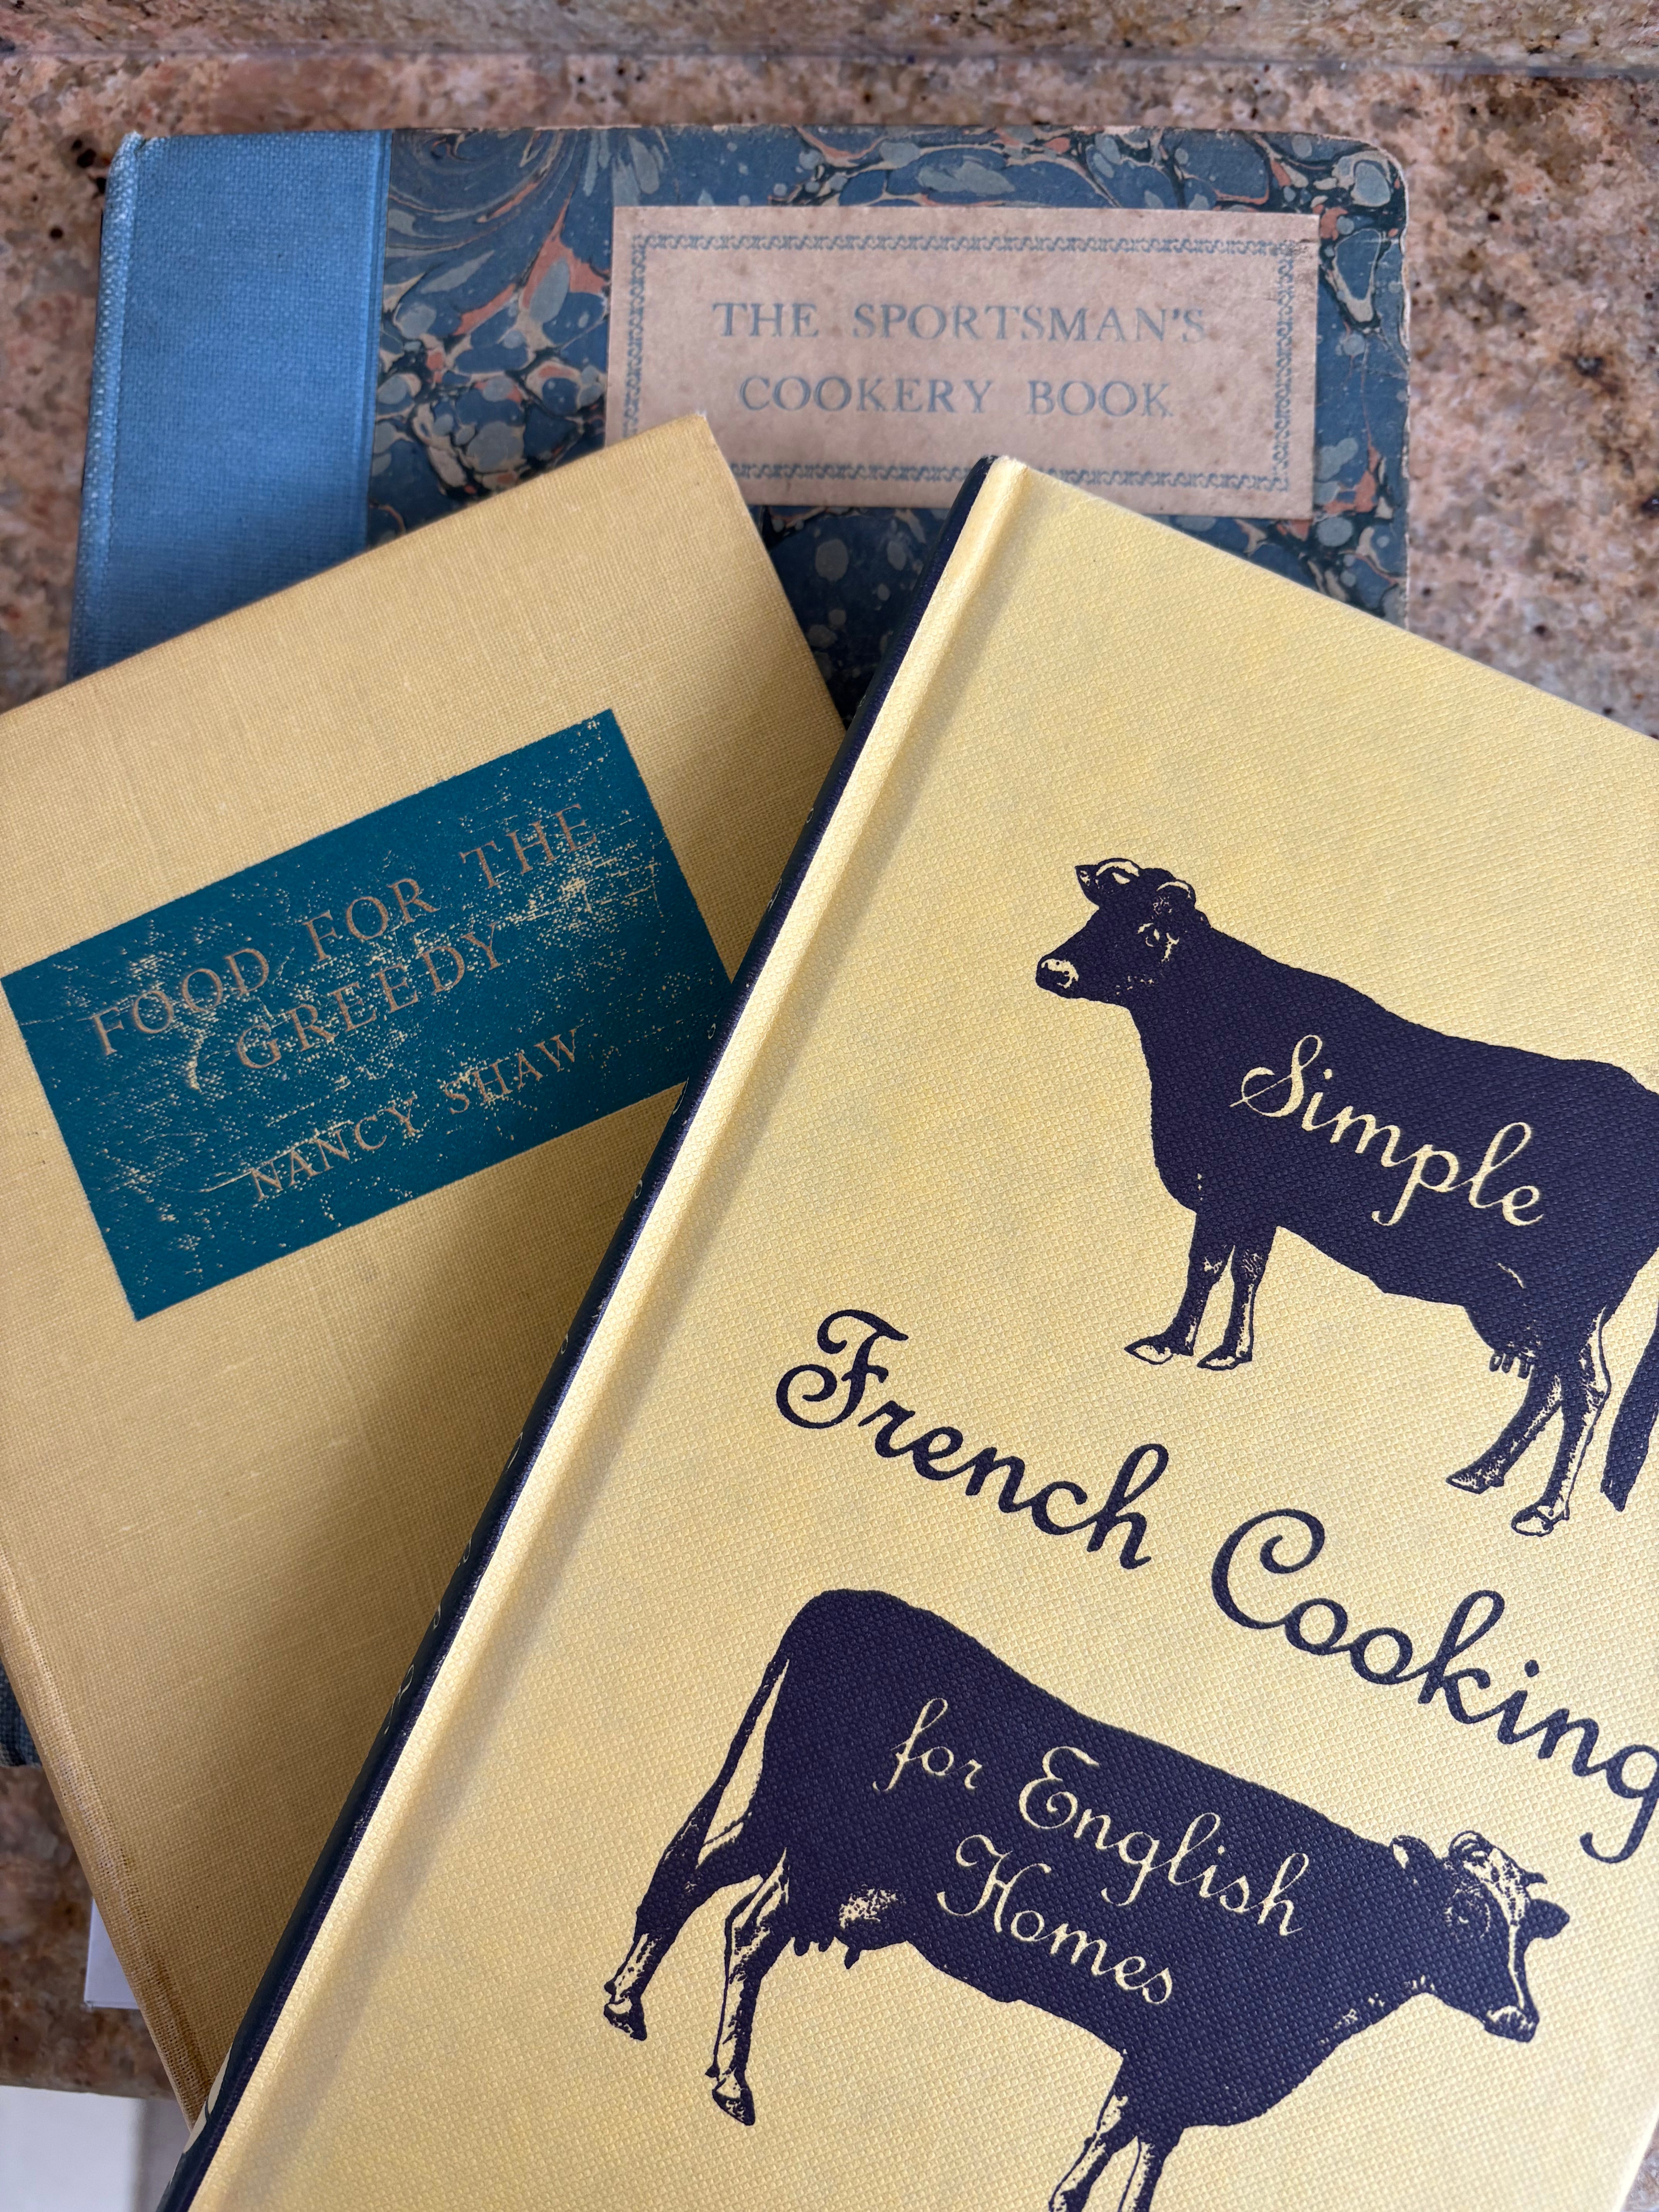 THE SPORTSMAN'S
COOKERY BOOK
FOOD FOR THE
GREEDY
NANCY SHAW
Simple
French Cooking
for English
Homes